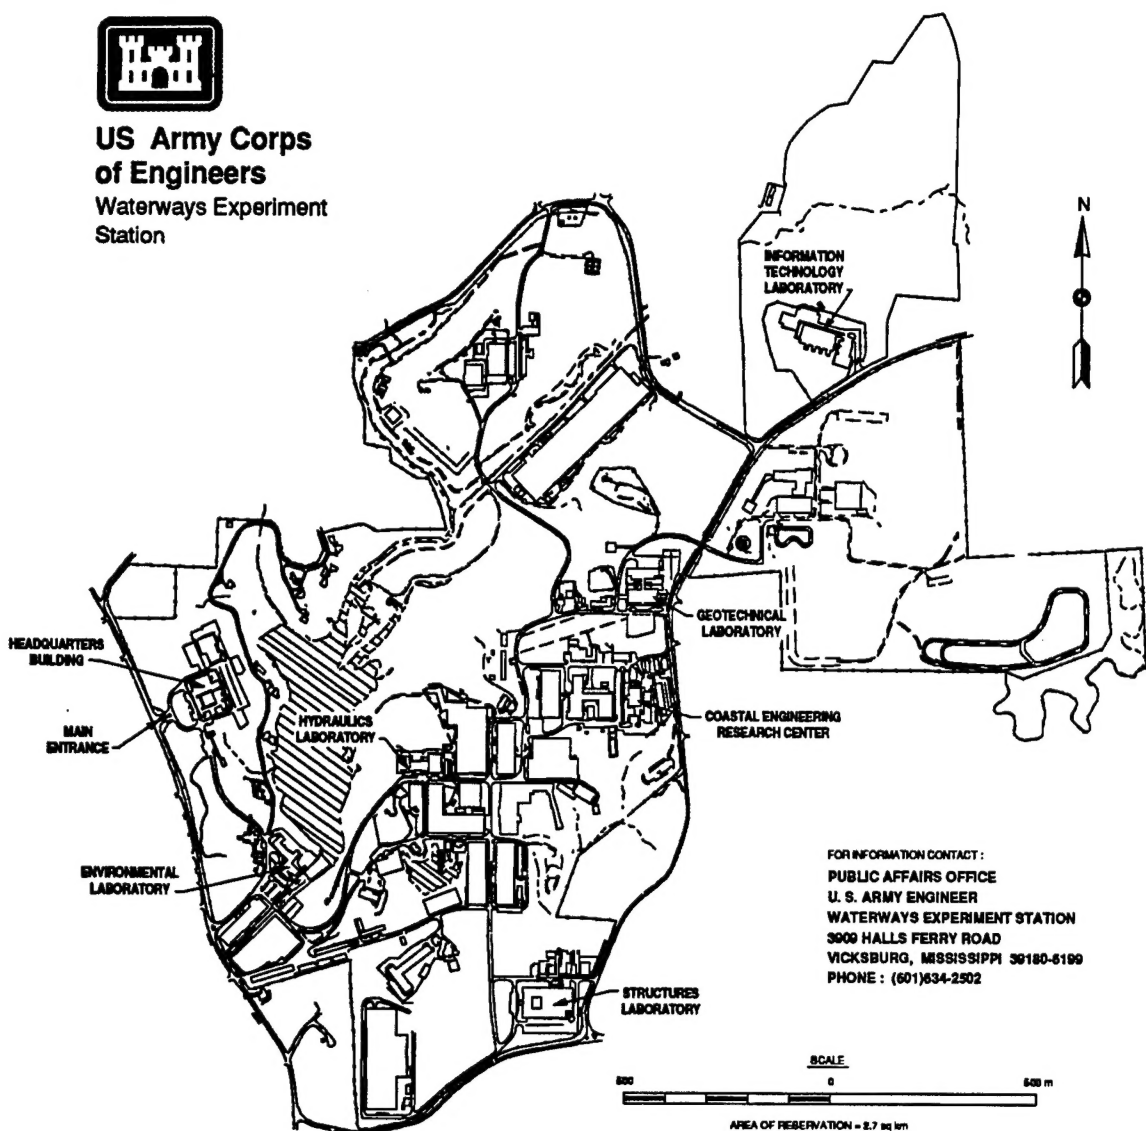 US Army Corps
of Engineers
Waterways Experiment
Station
N
INFORMATION
TECHNOLOGY
LABORATORY
HEADQUARTERS
BUILDING
GEOTECHNICAL
LABORATORY
MAIN
ENTRANCE
HYDRAULICS
LABORATORY
COASTAL ENGINEERING
RESEARCH CENTER
ENVIRONMENTAL
LABORATORY
FOR INFORMATION CONTACT :
PUBLIC AFFAIRS OFFICE
U. S. ARMY ENGINEER
WATERWAYS EXPERIMENT STATION
3909 HALLS FERRY ROAD
VICKSBURG, MISSISSIPPI 39180-6199
PHONE : (601)634-2502
STRUCTURES
LABORATORY
SCALE
500 0 500 m
AREA OF RESERVATION = 2.7 sq km